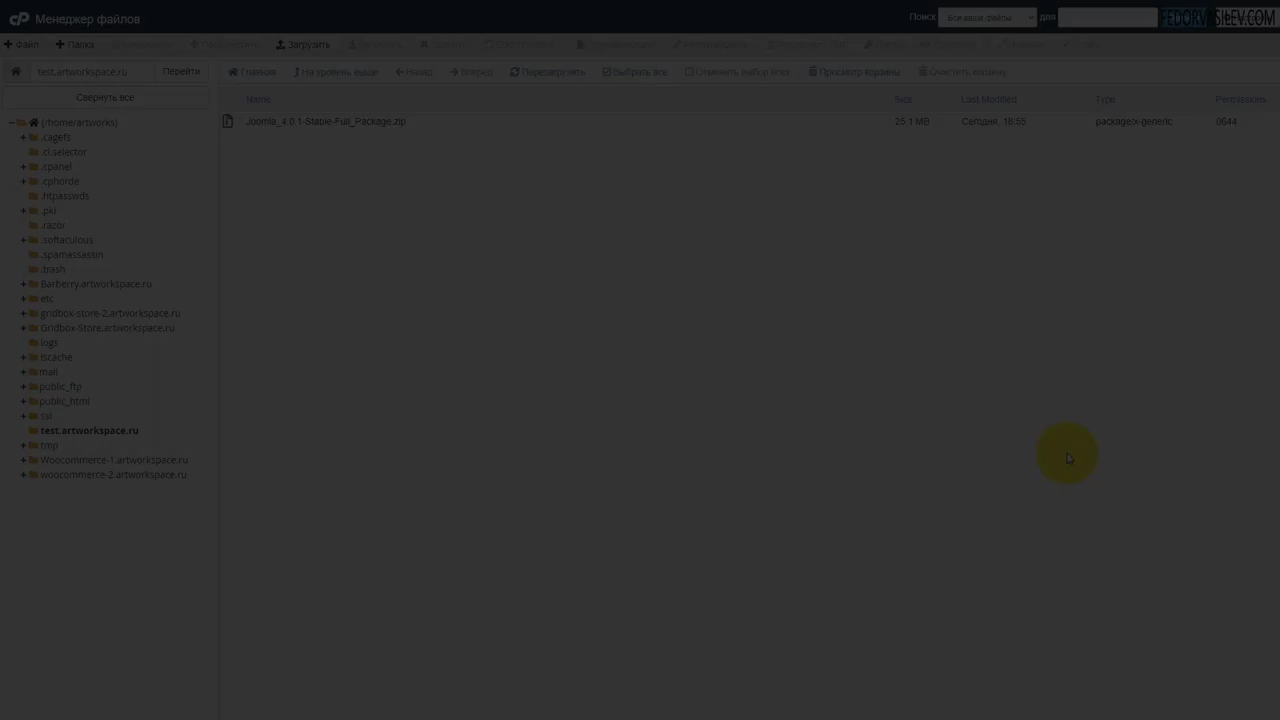 cP Менеджер файлов
Поиск Все ваши файлы для
FEDORVASILEV.COM
Файл Папка Загрузить
test.artworkspace.ru Перейти
Главная На уровень выше Назад Вперед Перезагрузить Выбрать все Отменить выбор всех Просмотр корзины Очистить корзину
Свернуть все
Name Size Last Modified Type Permissions
Joomla_4.0.1-Stable-Full_Package.zip 25.1 MB Сегодня, 16:55 package/x-generic 0644
(/home/artworks)
.cagefs
.cl.selector
.cpanel
.cphorde
.htpasswds
.pki
.razor
.softaculous
.spamassassin
.trash
Barberry.artworkspace.ru
etc
gridbox-store-2.artworkspace.ru
Gridbox-Store.artworkspace.ru
logs
lscache
mail
public_ftp
public_html
ssl
test.artworkspace.ru
tmp
Woocommerce-1.artworkspace.ru
woocommerce-2.artworkspace.ru